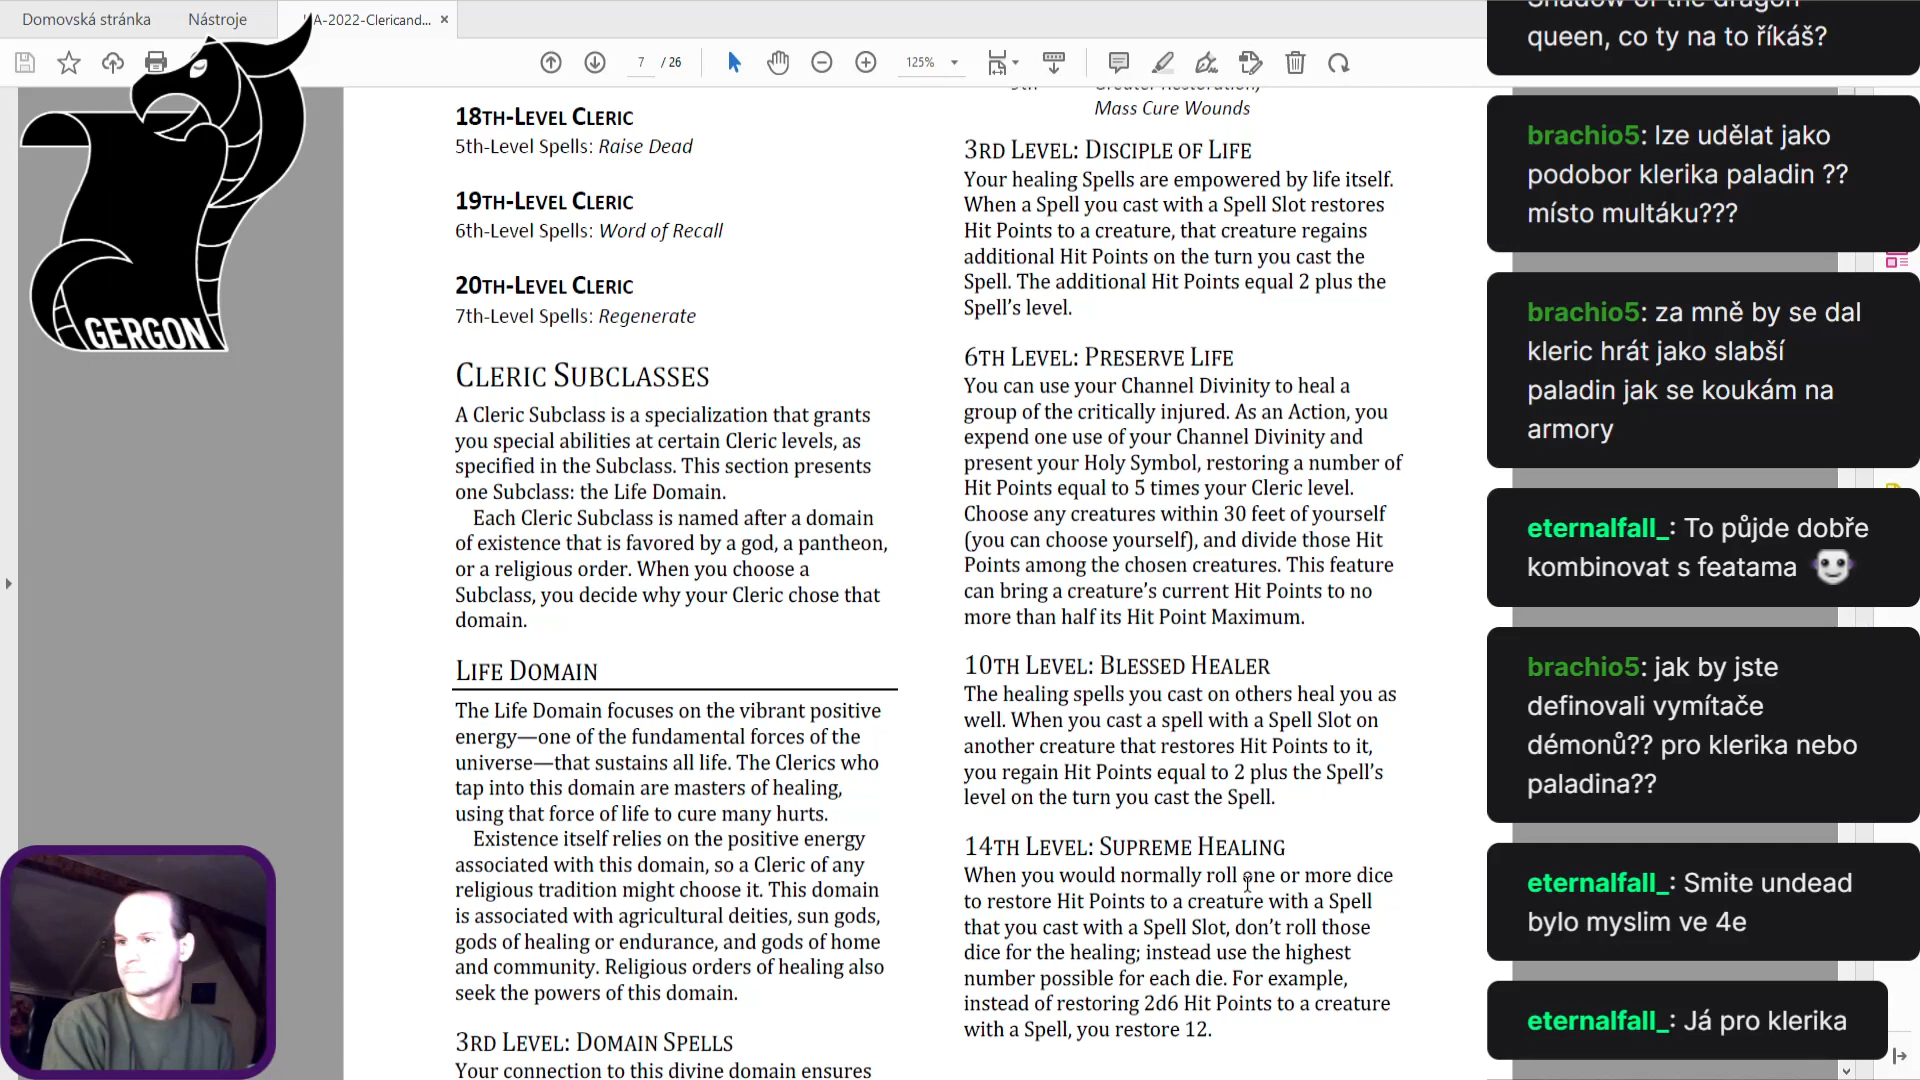 Domovská stránka
Nástroje
A-2022-Clericand...
7 / 26
125%
GERGON
18TH-LEVEL CLERIC
5th-Level Spells: Raise Dead
19TH-LEVEL CLERIC
6th-Level Spells: Word of Recall
20TH-LEVEL CLERIC
7th-Level Spells: Regenerate
CLERIC SUBCLASSES
A Cleric Subclass is a specialization that grants
you special abilities at certain Cleric levels, as
specified in the Subclass. This section presents
one Subclass: the Life Domain.
Each Cleric Subclass is named after a domain
of existence that is favored by a god, a pantheon,
or a religious order. When you choose a
Subclass, you decide why your Cleric chose that
domain.
LIFE DOMAIN
The Life Domain focuses on the vibrant positive
energy—one of the fundamental forces of the
universe—that sustains all life. The Clerics who
tap into this domain are masters of healing,
using that force of life to cure many hurts.
Existence itself relies on the positive energy
associated with this domain, so a Cleric of any
religious tradition might choose it. This domain
is associated with agricultural deities, sun gods,
gods of healing or endurance, and gods of home
and community. Religious orders of healing also
seek the powers of this domain.
3RD LEVEL: DOMAIN SPELLS
Your connection to this divine domain ensures
Greater Restoration,
Mass Cure Wounds
3RD LEVEL: DISCIPLE OF LIFE
Your healing Spells are empowered by life itself.
When a Spell you cast with a Spell Slot restores
Hit Points to a creature, that creature regains
additional Hit Points on the turn you cast the
Spell. The additional Hit Points equal 2 plus the
Spell's level.
6TH LEVEL: PRESERVE LIFE
You can use your Channel Divinity to heal a
group of the critically injured. As an Action, you
expend one use of your Channel Divinity and
present your Holy Symbol, restoring a number of
Hit Points equal to 5 times your Cleric level.
Choose any creatures within 30 feet of yourself
(you can choose yourself), and divide those Hit
Points among the chosen creatures. This feature
can bring a creature's current Hit Points to no
more than half its Hit Point Maximum.
10TH LEVEL: BLESSED HEALER
The healing spells you cast on others heal you as
well. When you cast a spell with a Spell Slot on
another creature that restores Hit Points to it,
you regain Hit Points equal to 2 plus the Spell's
level on the turn you cast the Spell.
14TH LEVEL: SUPREME HEALING
When you would normally roll one or more dice
to restore Hit Points to a creature with a Spell
that you cast with a Spell Slot, don't roll those
dice for the healing; instead use the highest
number possible for each die. For example,
instead of restoring 2d6 Hit Points to a creature
with a Spell, you restore 12.
Shadow of the dragon
queen, co ty na to říkáš?
brachio5: lze udělat jako
podobor klerika paladin ??
místo multáku???
brachio5: za mně by se dal
kleric hrát jako slabší
paladin jak se koukám na
armory
eternalfall_: To půjde dobře
kombinovat s featama
brachio5: jak by jste
definovali vymítače
démonů?? pro klerika nebo
paladina??
eternalfall_: Smite undead
bylo myslim ve 4e
eternalfall_: Já pro klerika